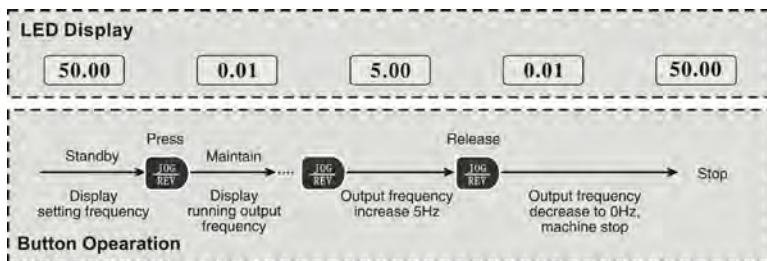 LED Display
50.00 0.01 5.00 0.01 50.00
Press Release
Standby JOG REV Maintain .... JOG REV JOG REV Stop
Display
setting frequency
Display
running output
frequency
Output frequency
increase 5Hz
Output frequency
decrease to 0Hz,
machine stop
Button Opearation